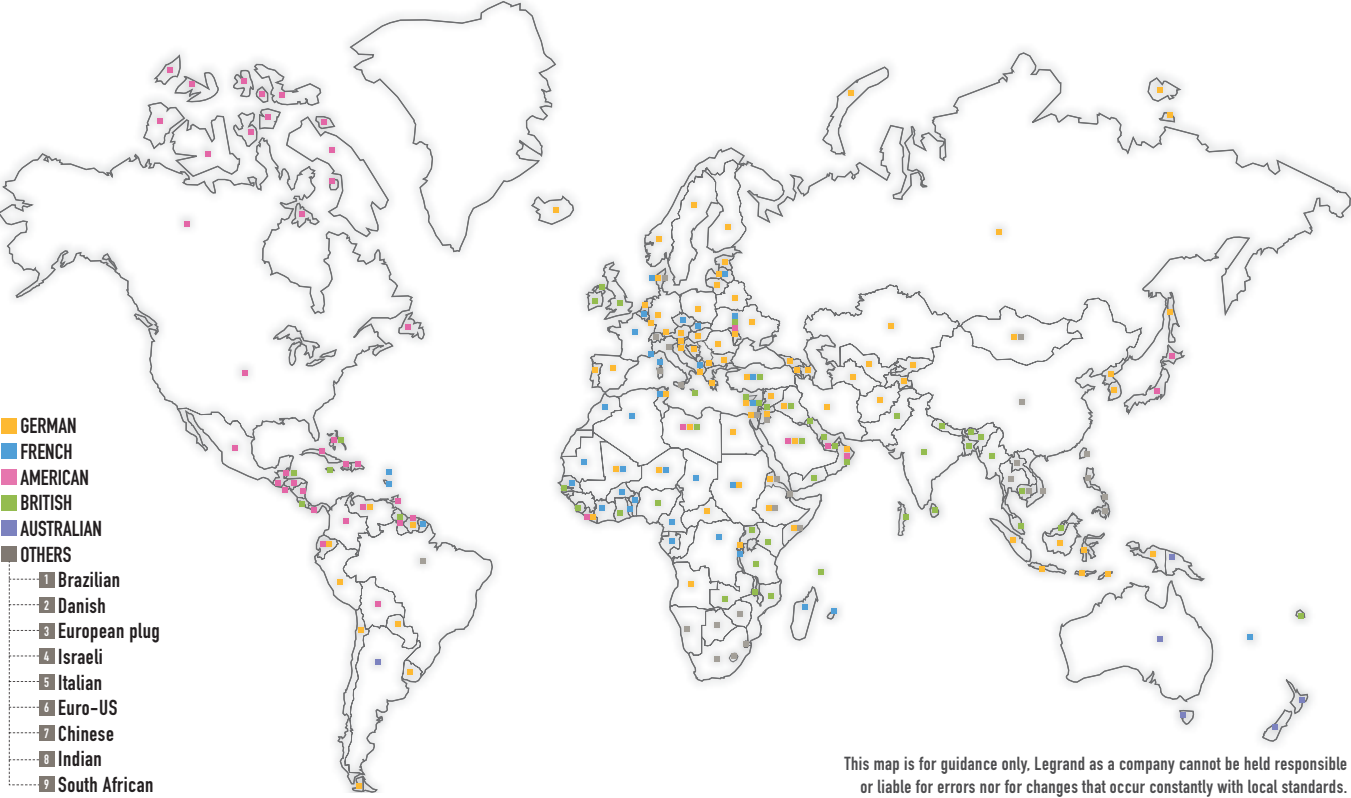 GERMAN
FRENCH
AMERICAN
BRITISH
AUSTRALIAN
OTHERS
1 Brazilian
2 Danish
3 European plug
4 Israeli
5 Italian
6 Euro-US
7 Chinese
8 Indian
9 South African
This map is for guidance only, Legrand as a company cannot be held responsible
or liable for errors nor for changes that occur constantly with local standards.